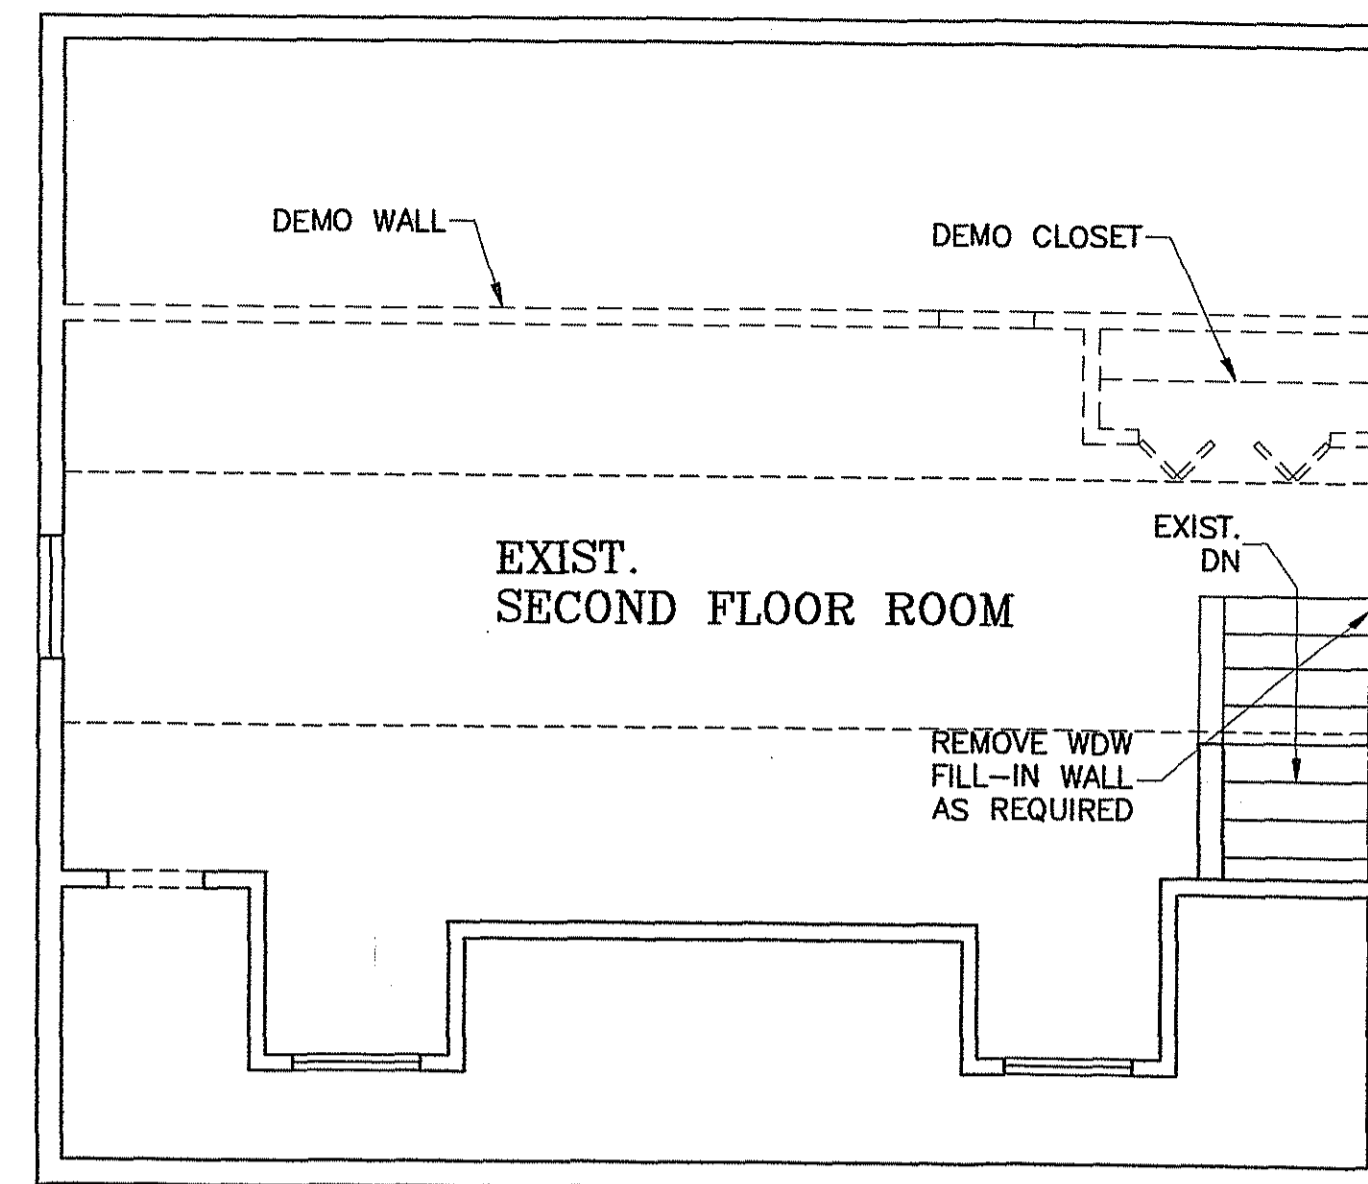 DEMO WALL
DEMO CLOSET
EXIST.
DN
EXIST.
SECOND FLOOR ROOM
REMOVE WDW
FILL-IN WALL
AS REQUIRED